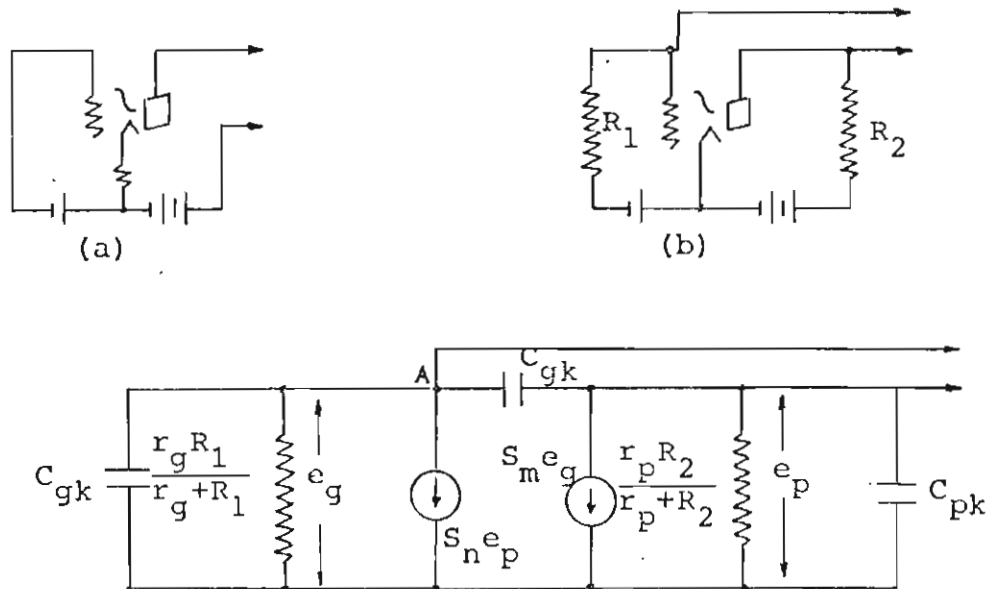 R1
R2
(a)
(b)
A
Cgk
Cgk
rgR1
rg+R1
eg
Snep
Smeg
rpR2
rp+R2
ep
Cpk